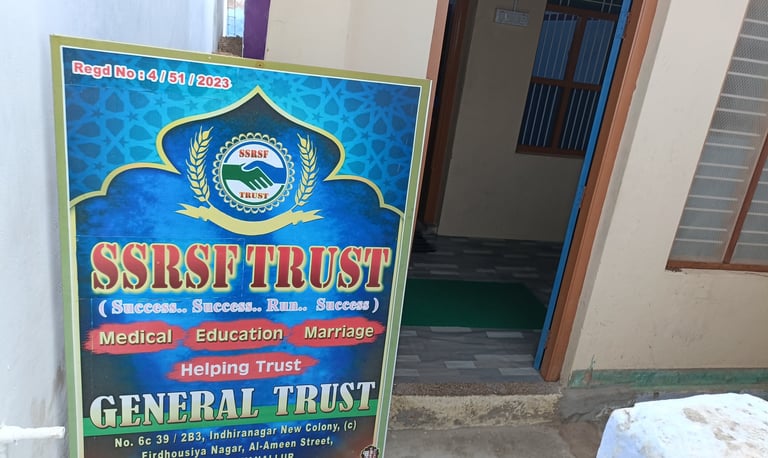 Regd No : 4 / 51 / 2023
SSRSF
TRUST
SSRSF TRUST
( Success.. Success.. Run.. Success )
Medical Education Marriage
Helping Trust
GENERAL TRUST
No. 6c 39 / 2B3, Indhiranagar New Colony, (c)
Firdhousiya Nagar, Al-Ameen Street,